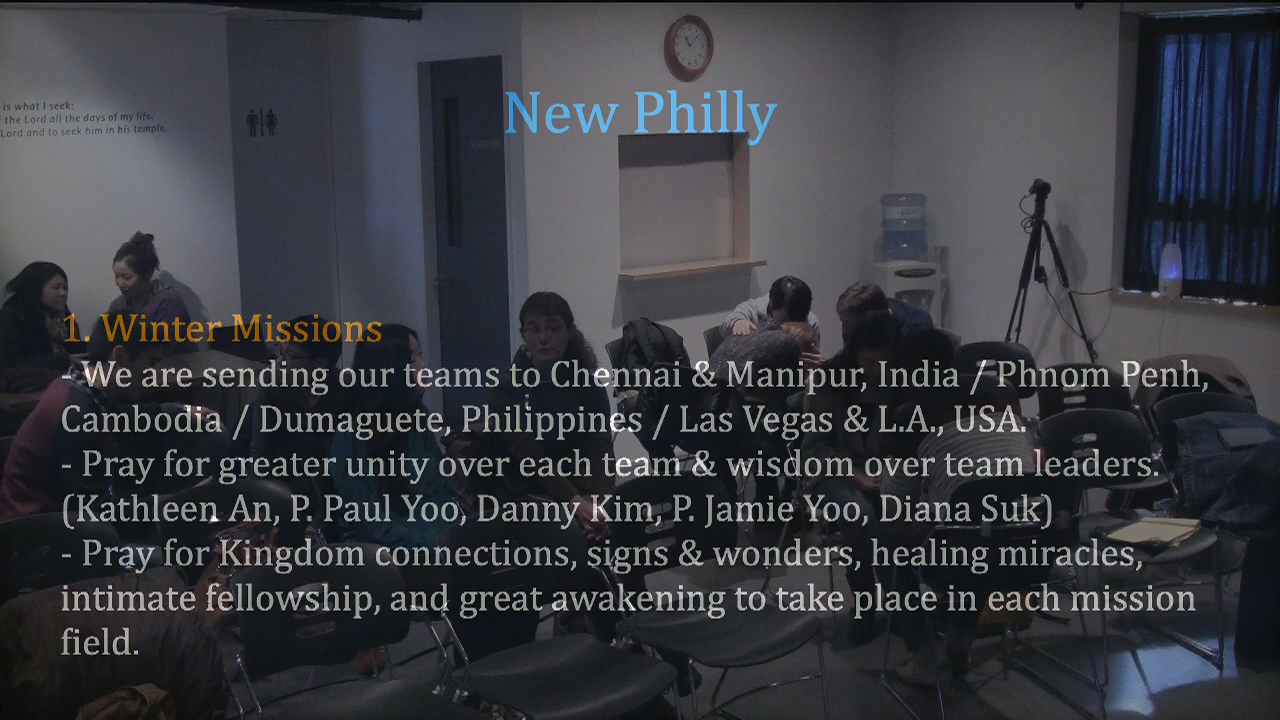 is what I seek:
the Lord all the days of my life,
Lord and to seek him in his temple.
New Philly
1. Winter Missions
- We are sending our teams to Chennai & Manipur, India / Phnom Penh,
Cambodia / Dumaguete, Philippines / Las Vegas & L.A., USA.
- Pray for greater unity over each team & wisdom over team leaders.
(Kathleen An, P. Paul Yoo, Danny Kim, P. Jamie Yoo, Diana Suk)
- Pray for Kingdom connections, signs & wonders, healing miracles,
intimate fellowship, and great awakening to take place in each mission
field.